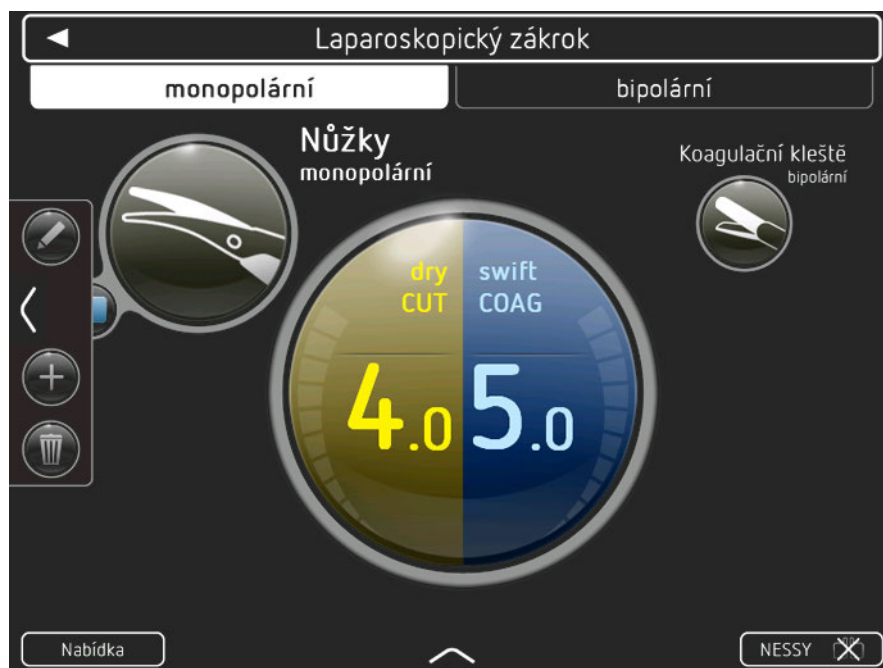 Laparoskopický zákrok
monopolární
bipolární
Nůžky
monopolární
Koagulační kleště
bipolární
dry
CUT
swift
COAG
4.0
5.0
Nabídka
NESSY